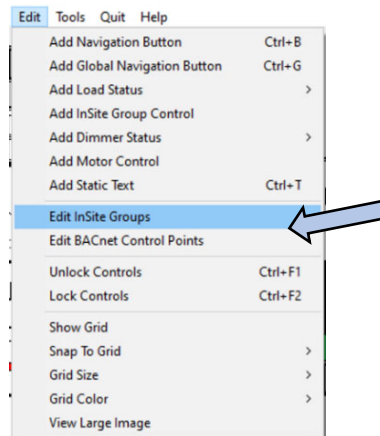 Edit Tools Quit Help
Add Navigation Button Ctrl+B
Add Global Navigation Button Ctrl+G
Add Load Status >
Add InSite Group Control
Add Dimmer Status >
Add Motor Control
Add Static Text Ctrl+T
Edit InSite Groups
Edit BACnet Control Points
Unlock Controls Ctrl+F1
Lock Controls Ctrl+F2
Show Grid
Snap To Grid >
Grid Size >
Grid Color >
View Large Image